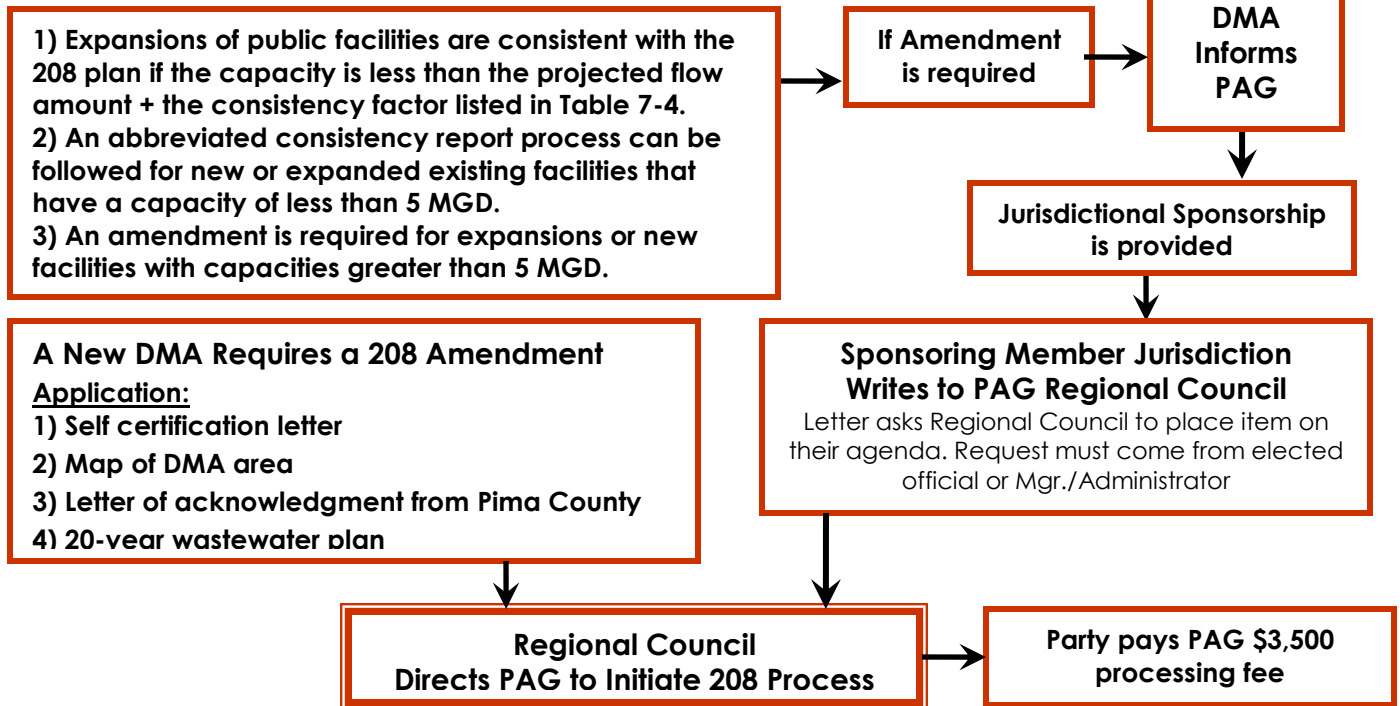 1) Expansions of public facilities are consistent with the
208 plan if the capacity is less than the projected flow
amount + the consistency factor listed in Table 7-4.
2) An abbreviated consistency report process can be
followed for new or expanded existing facilities that
have a capacity of less than 5 MGD.
3) An amendment is required for expansions or new
facilities with capacities greater than 5 MGD.
If Amendment
is required
DMA
Informs
PAG
Jurisdictional Sponsorship
is provided
A New DMA Requires a 208 Amendment
Application:
1) Self certification letter
2) Map of DMA area
3) Letter of acknowledgment from Pima County
4) 20-year wastewater plan
Sponsoring Member Jurisdiction
Writes to PAG Regional Council
Letter asks Regional Council to place item on
their agenda. Request must come from elected
official or Mgr./Administrator
Regional Council
Directs PAG to Initiate 208 Process
Party pays PAG $3,500
processing fee